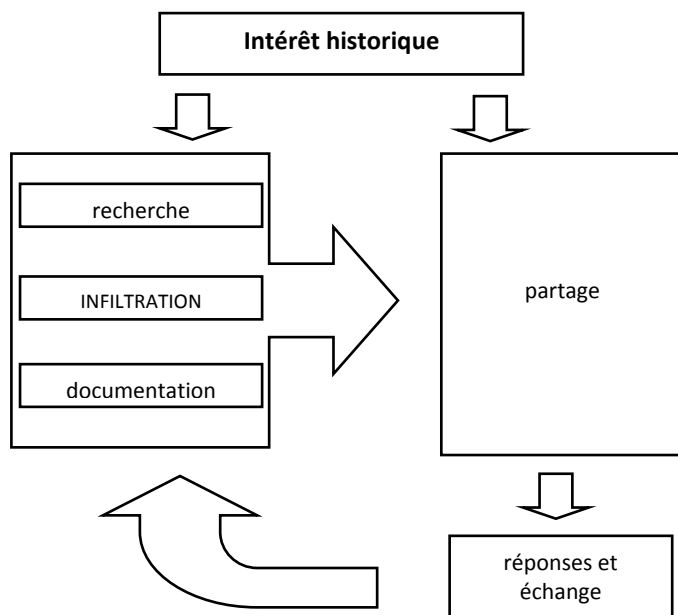 Intérêt historique
recherche
INFILTRATION
documentation
partage
réponses et
échange